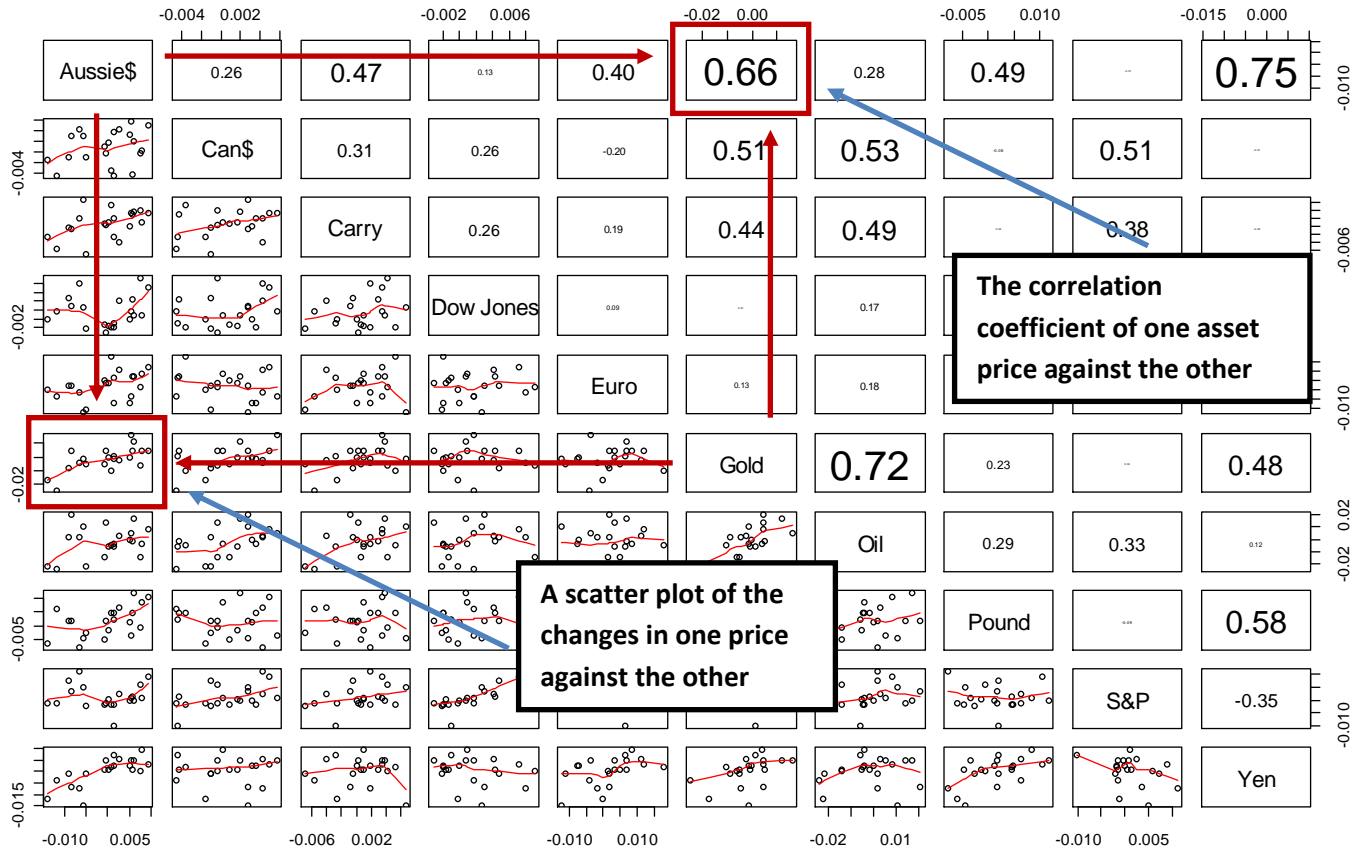 -0.004 0.002 -0.002 0.006 -0.02 0.00 -0.005 0.010 -0.015 0.000
Aussie$ 0.26 0.47 0.13 0.40 0.66 0.28 0.49 0.75 -0.010
-0.004 Can$ 0.31 0.26 -0.20 0.51 0.53 0.51
Carry 0.26 0.19 0.44 0.49 0.38 -0.006
-0.002 Dow Jones 0.09 0.17
The correlation
coefficient of one asset
price against the other
Euro 0.13 0.18 -0.010
-0.02 Gold 0.72 0.23 0.48
Oil 0.29 0.33 0.12 -0.02 0.02
A scatter plot of the
changes in one price
against the other
-0.005 Pound 0.58
S&P -0.35 -0.010
-0.015 Yen
-0.010 0.005 -0.006 0.002 -0.010 0.010 -0.02 0.01 -0.010 0.005